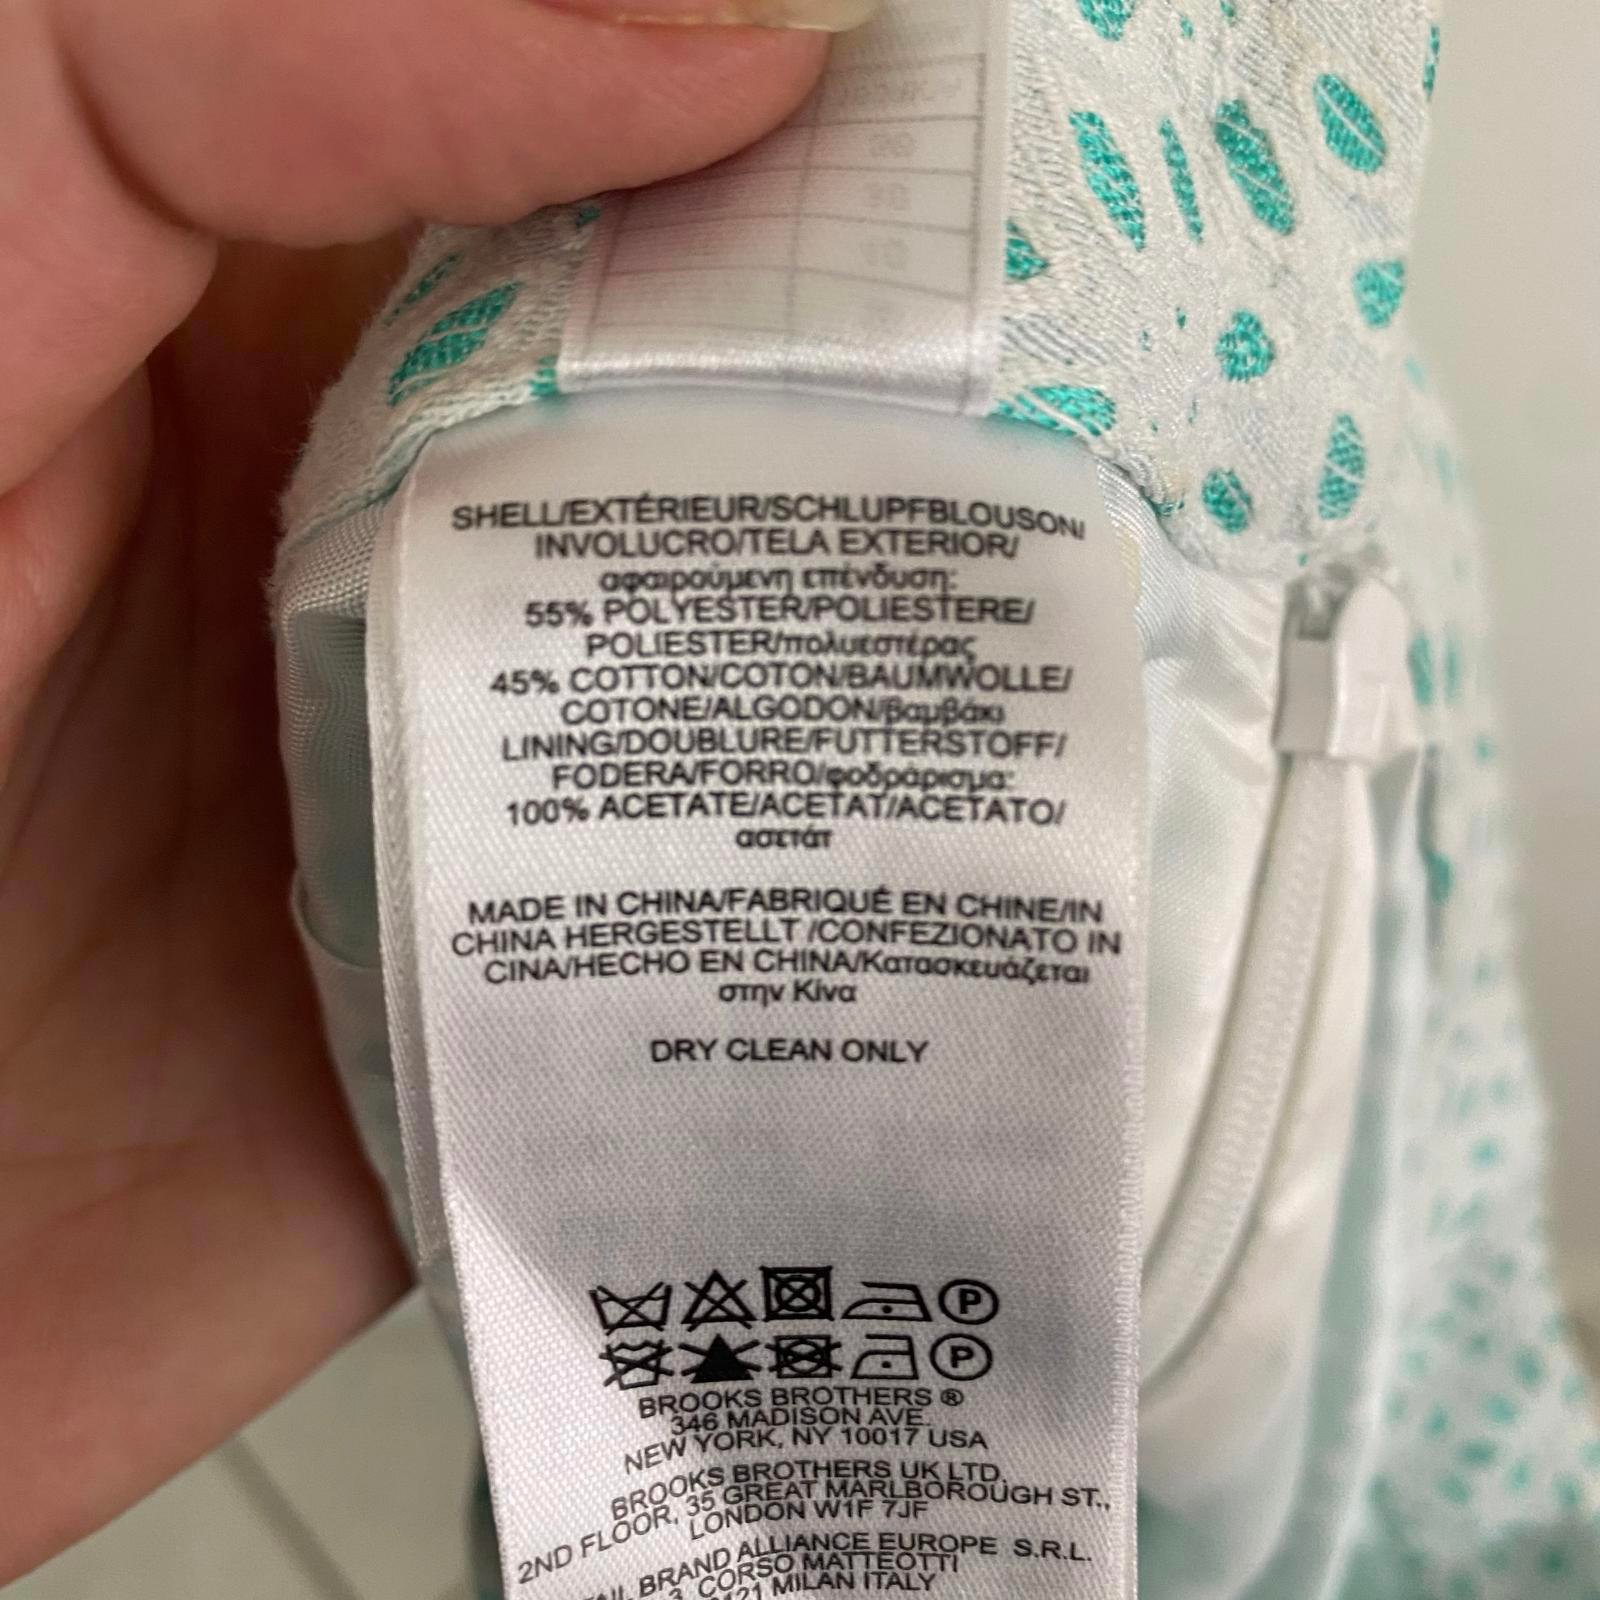 SHELL/EXTÉRIEUR/SCHLUPFBLOUSON/
INVOLUCRO/TELA EXTERIOR/
αφαιρούμενη επένδυση:
55% POLYESTER/POLIESTERE/
POLIESTER/πολυεστέρας
45% COTTON/COTON/BAUMWOLLE/
COTONE/ALGODON/βαμβάκι
LINING/DOUBLURE/FUTTERSTOFF/
FODERA/FORRO/φοδράρισμα:
100% ACETATE/ACETAT/ACETATO/
ασετάτ
MADE IN CHINA/FABRIQUÉ EN CHINE/IN
CHINA HERGESTELLT /CONFEZIONATO IN
CINA/HECHO EN CHINA/Κατασκευάζεται
στην Κίνα
DRY CLEAN ONLY
P
P
BROOKS BROTHERS ®
346 MADISON AVE.
NEW YORK, NY 10017 USA
BROOKS BROTHERS UK LTD.
2ND FLOOR, 35 GREAT MARLBOROUGH ST.,
LONDON W1F 7JF
BRAND ALLIANCE EUROPE S.R.L.
3, CORSO MATTEOTTI
MILAN ITALY